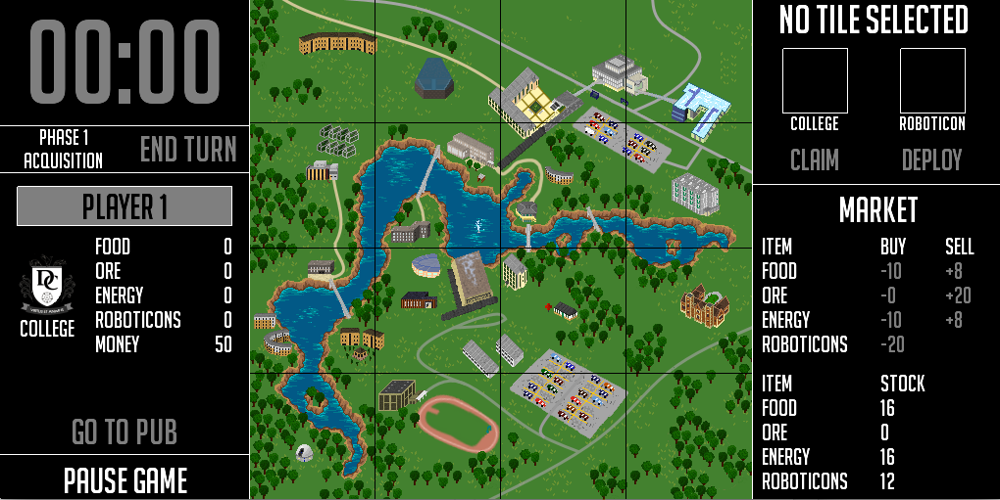 00:00
PHASE 1
ACQUISITION
END TURN
PLAYER 1
FOOD 0
ORE 0
ENERGY 0
ROBOTICONS 0
MONEY 50
DC
COLLEGE
GO TO PUB
PAUSE GAME
NO TILE SELECTED
COLLEGE ROBOTICON
CLAIM DEPLOY
MARKET
ITEM BUY SELL
FOOD -10 +8
ORE -0 +20
ENERGY -10 +8
ROBOTICONS -20
ITEM STOCK
FOOD 16
ORE 0
ENERGY 16
ROBOTICONS 12